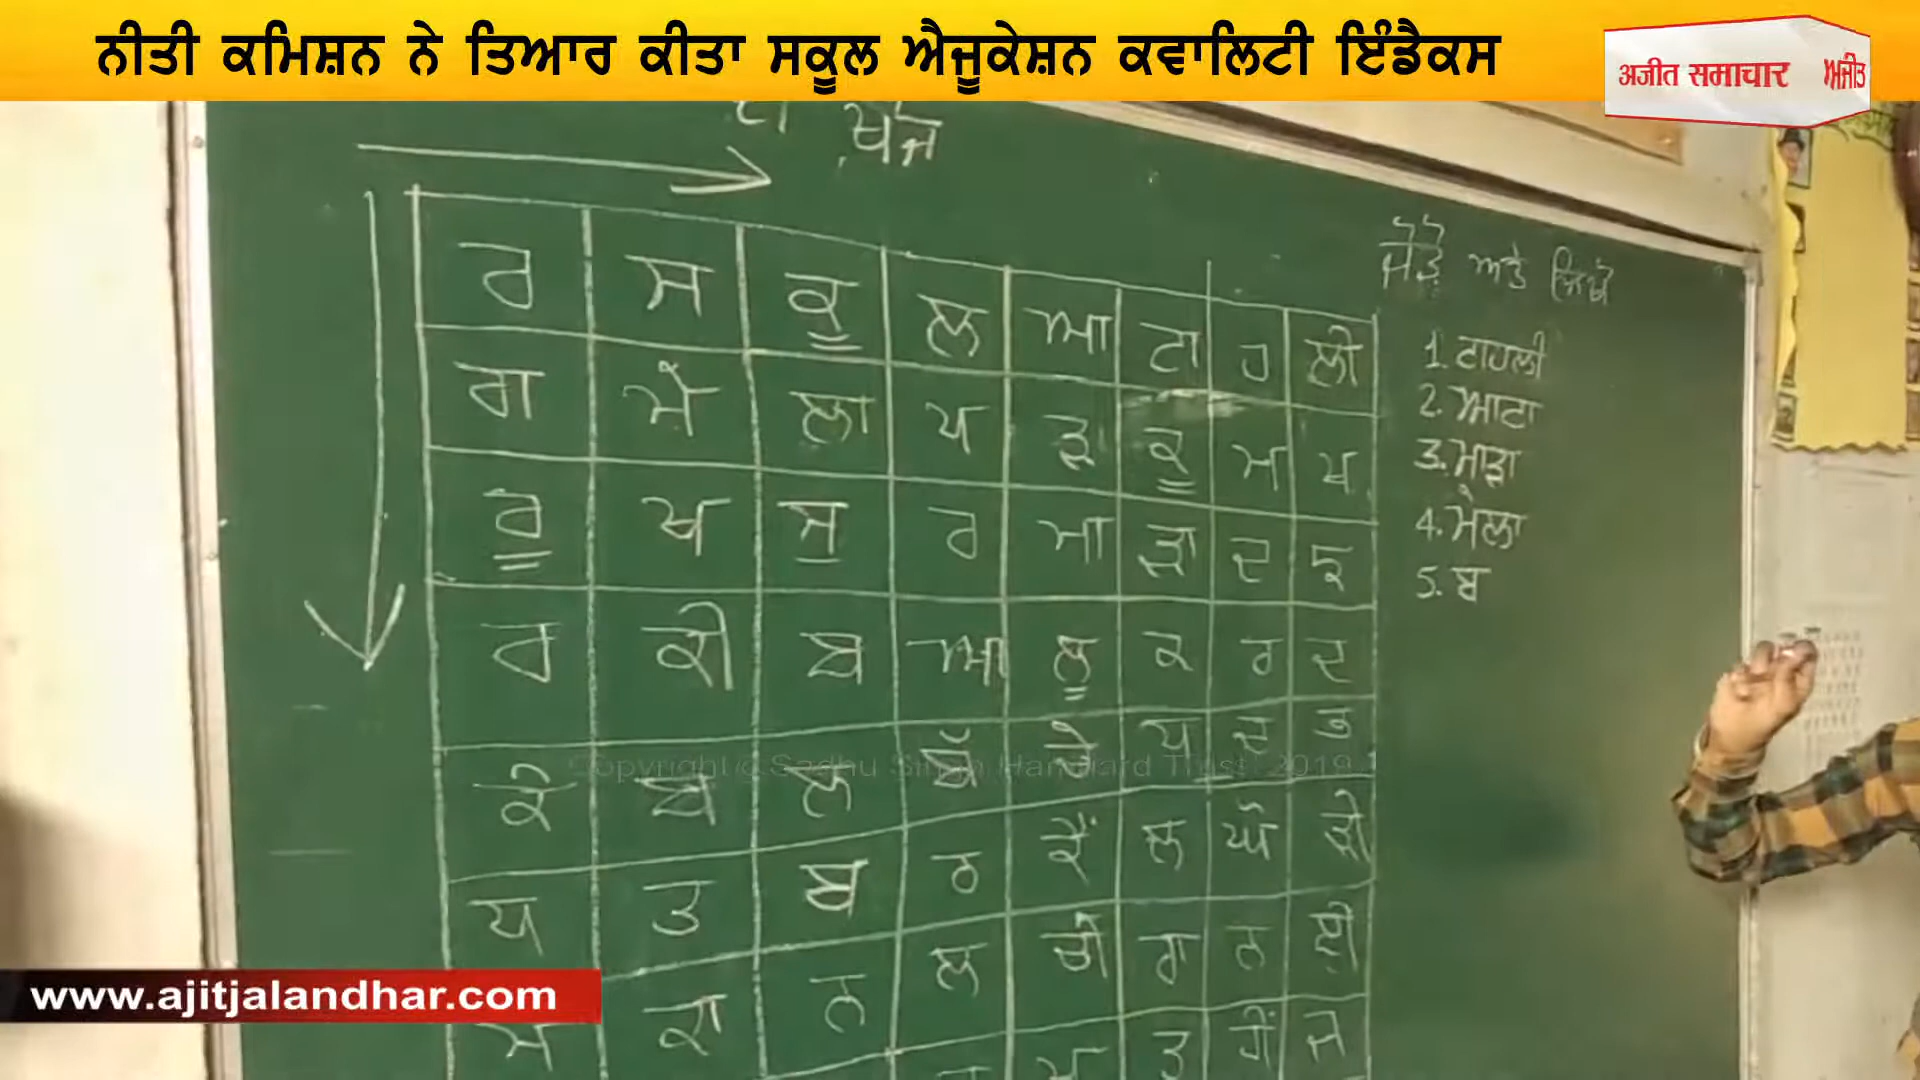 ਨੀਤੀ ਕਮਿਸ਼ਨ ਨੇ ਤਿਆਰ ਕੀਤਾ ਸਕੂਲ ਐਜੂਕੇਸ਼ਨ ਕਵਾਲਿਟੀ ਇੰਡੈਕਸ
अजीत समाचार ਅਜੀਤ
ਖੋਜ
ਜੋੜੋ ਅਤੇ ਲਿਖੋ
ਰ ਸ ਕੂ ਲ ਆ ਟਾ ਹ ਲੀ
ਗ ਮੇ ਲਾ ਪ ੜ ਕੂ ਮ ਪ
ਰੂ ਖ ਸੁ ਰ ਮਾ ੜਾ ਦ
ਰ ਕੀ ਬ ਆ ਲੂ ਕ ਰ ਦ
ਕੇ ਬ ਲ
ਯ ਤ ਬ ਰ ਕੈਂ ਲ
ਕਾ ਨ ਲ ਚੀ ਰਾ ਨ
1. ਟਾਹਲੀ
2. ਆਟਾ
3. ਮਾੜਾ
4. ਮੇਲਾ
5. ਬ
Copyright © Sadhu Singh Hamdard Trust 2019
www.ajitjalandhar.com